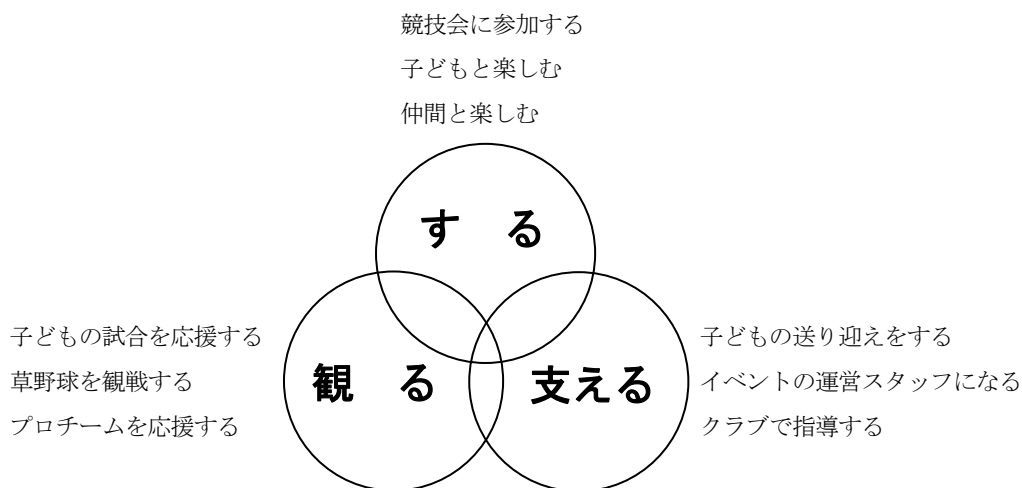 競技会に参加する
子どもと楽しむ
仲間と楽しむ
す る
子どもの試合を応援する
草野球を観戦する
プロチームを応援する
観 る
支える
子どもの送り迎えをする
イベントの運営スタッフになる
クラブで指導する